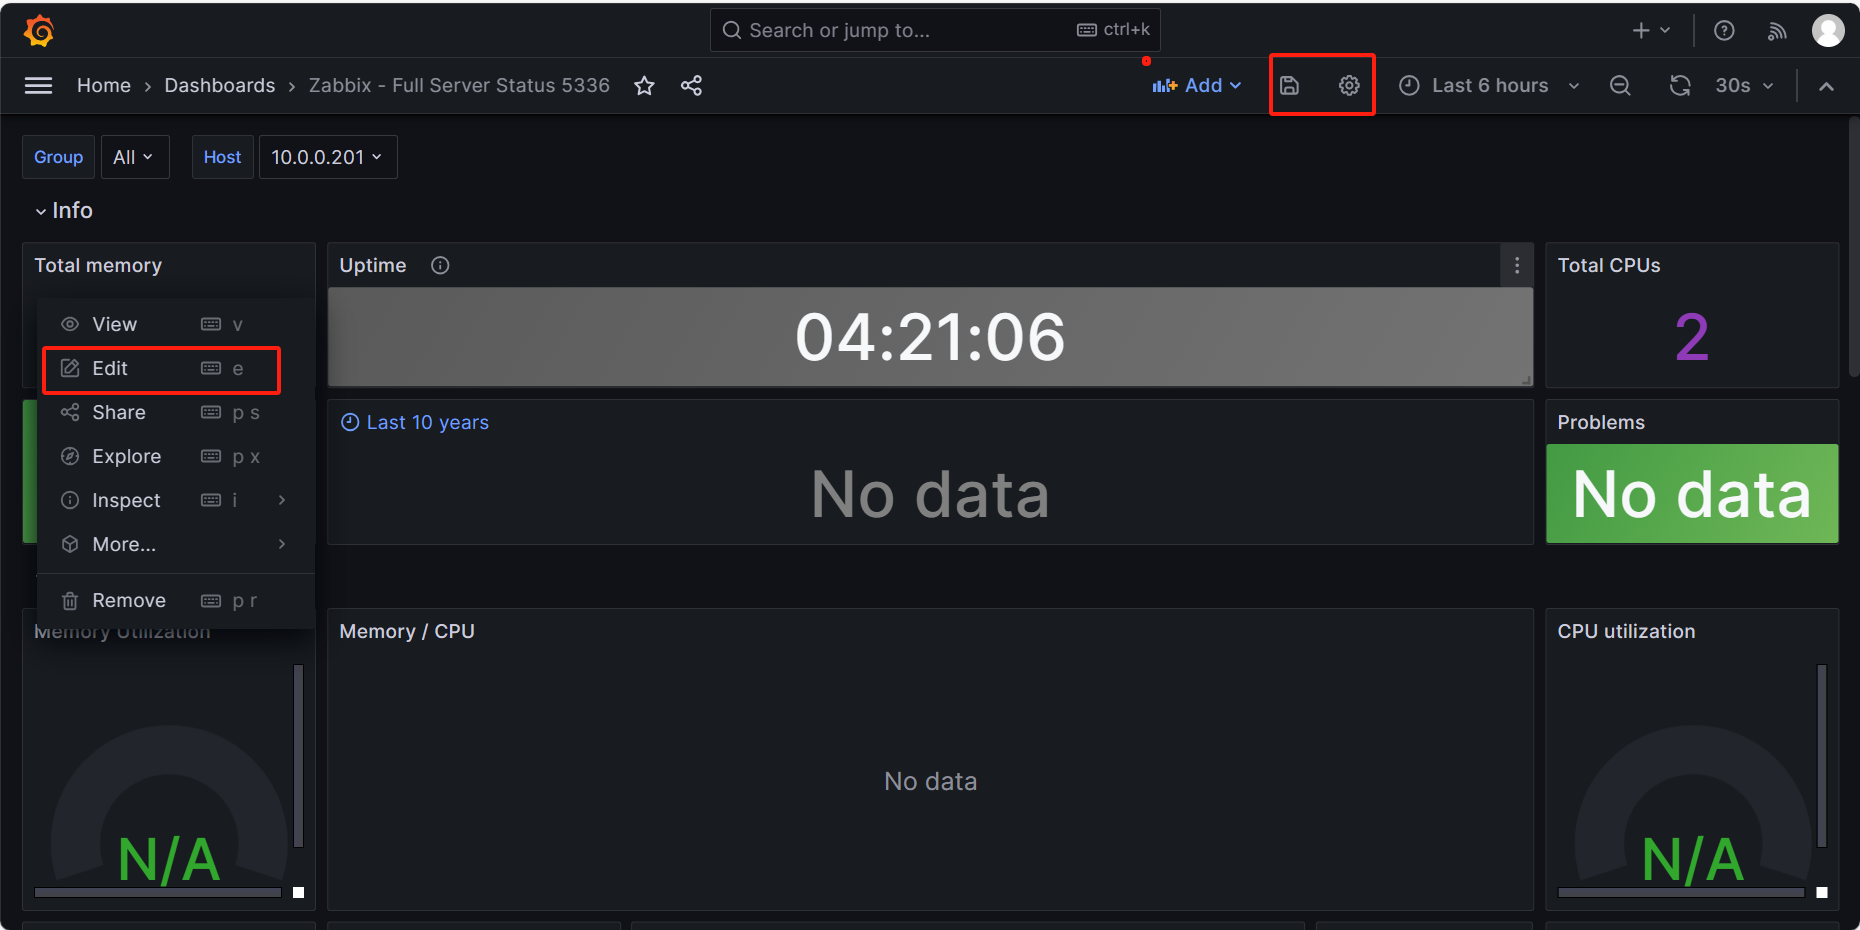 Search or jump to... ctrl+k
Home › Dashboards › Zabbix - Full Server Status 5336
Add
Last 6 hours
30s
Group All Host 10.0.0.201
Info
Total memory
Uptime
Total CPUs
04:21:06
2
View v
Edit e
Share p s
Explore p x
Inspect i
More...
Remove p r
Last 10 years
No data
Problems
No data
Memory Utilization
Memory / CPU
CPU utilization
N/A
No data
N/A